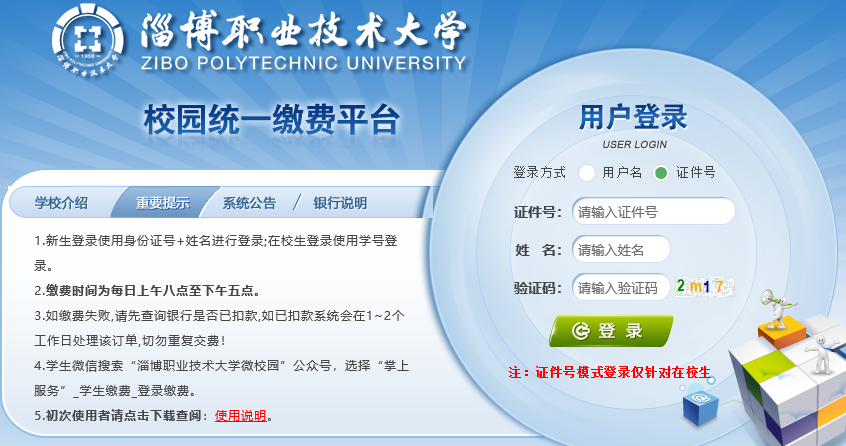 淄博职业技术大学
ZIBO POLYTECHNIC UNIVERSITY
校园统一缴费平台
学校介绍 重要提示 系统公告 / 银行说明
1.新生登录使用身份证号+姓名进行登录;在校生登录使用学号登
录。
2.缴费时间为每日上午八点至下午五点。
3.如缴费失败,请先查询银行是否已扣款,如已扣款系统会在1~2个
工作日处理该订单,切勿重复交费!
4.学生微信搜索“淄博职业技术大学微校园”公众号，选择“掌上
服务”_学生缴费_登录缴费。
5.初次使用者请点击下载查阅：使用说明。
用户登录
USER LOGIN
登录方式 用户名 证件号
证件号： 请输入证件号
姓 名： 请输入姓名
验证码： 请输入验证码 2m17
登 录
注：证件号模式登录仅针对在校生